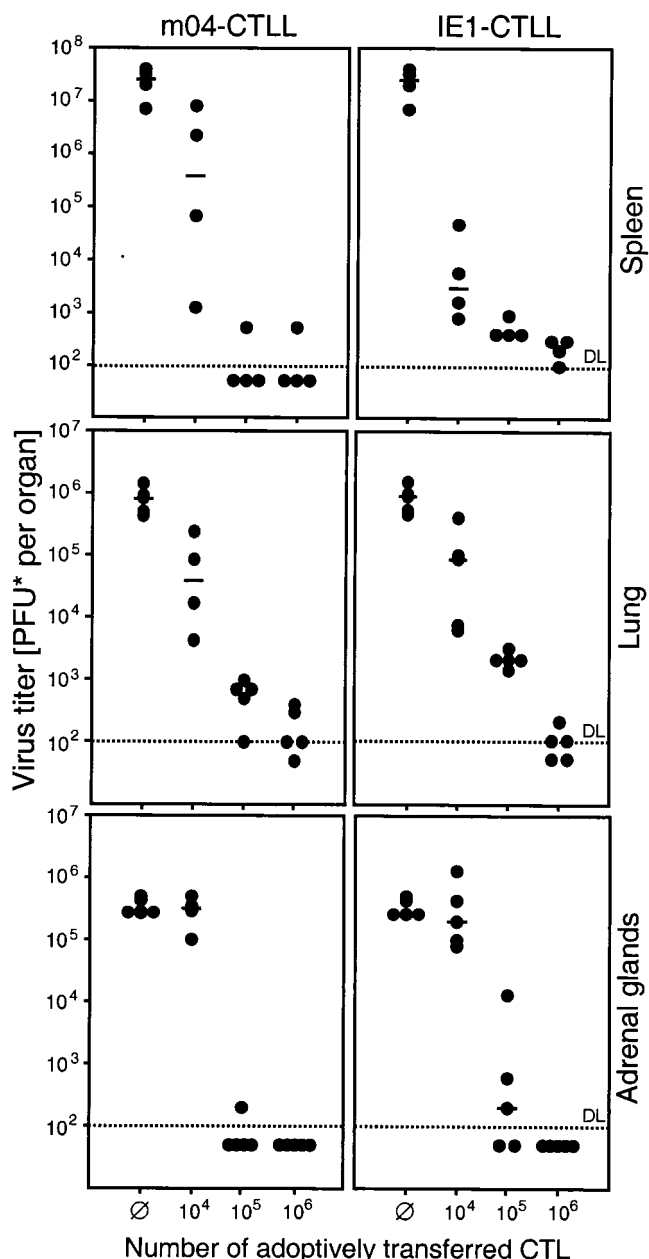 m04-CTLL IE1-CTLL
10⁸
10⁷
10⁶
10⁵
10⁴
10³
10²
DL
Spleen
10⁷
10⁶
10⁵
10⁴
10³
10²
DL
Lung
Virus titer [PFU* per organ]
10⁷
10⁶
10⁵
10⁴
10³
10²
DL
Adrenal glands
∅ 10⁴ 10⁵ 10⁶ ∅ 10⁴ 10⁵ 10⁶
Number of adoptively transferred CTL